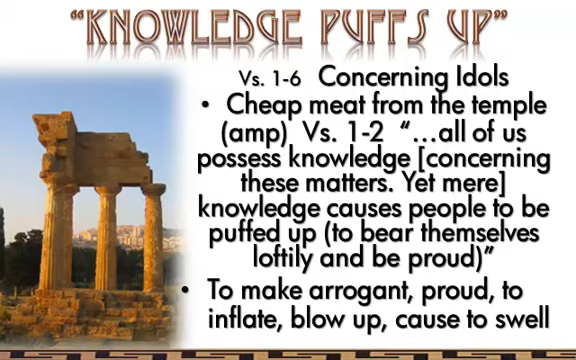 “KNOWLEDGE PUFFS UP”
Vs. 1-6 Concerning Idols
• Cheap meat from the temple
(amp) Vs. 1-2 “...all of us
possess knowledge [concerning
these matters. Yet mere]
knowledge causes people to be
puffed up (to bear themselves
loftily and be proud)”
• To make arrogant, proud, to
inflate, blow up, cause to swell